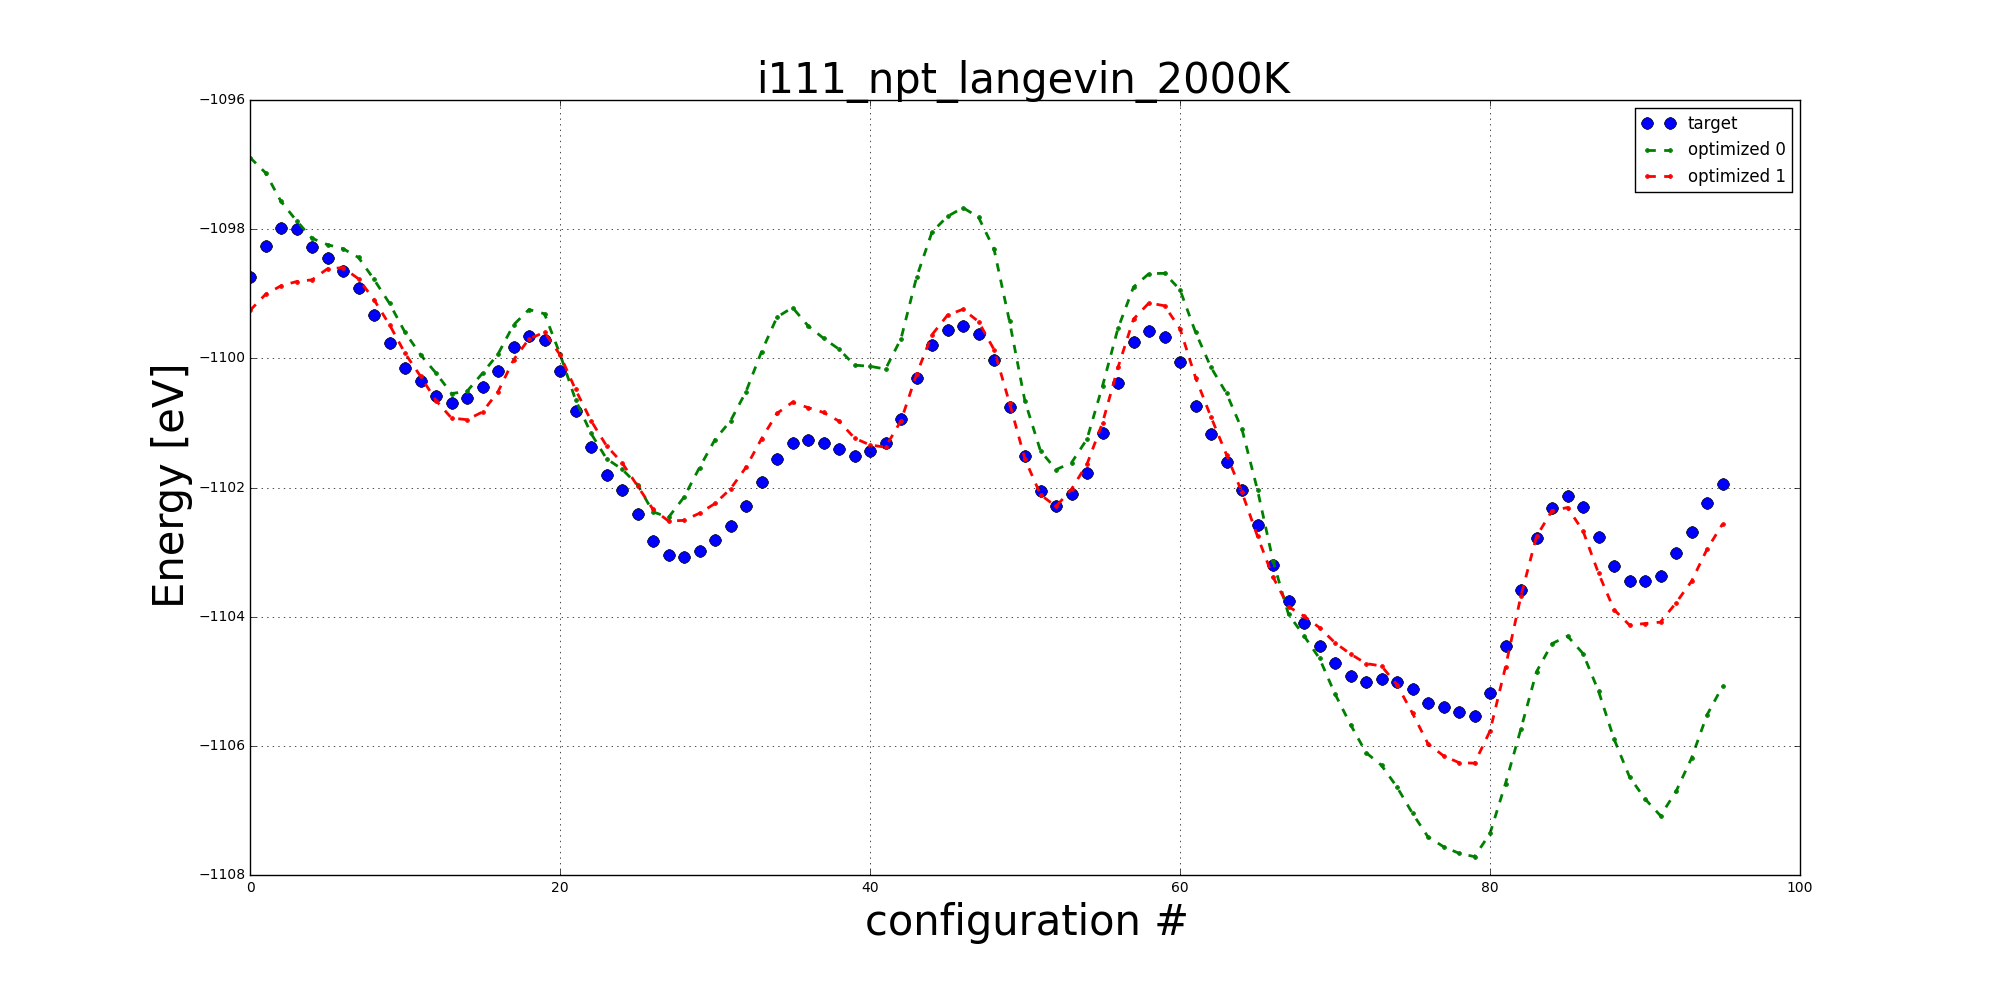 i111_npt_langevin_2000K
−1096
−1098
−1100
−1102
−1104
−1106
−1108
Energy [eV]
target
optimized 0
optimized 1
0 20 40 60 80 100
configuration #